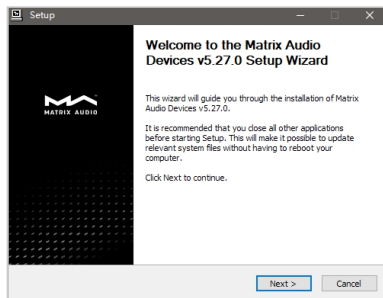 Setup
Welcome to the Matrix Audio
Devices v5.27.0 Setup Wizard
MATRIX AUDIO
This wizard will guide you through the installation of Matrix
Audio Devices v5.27.0.
It is recommended that you close all other applications
before starting Setup. This will make it possible to update
relevant system files without having to reboot your
computer.
Click Next to continue.
Next >
Cancel